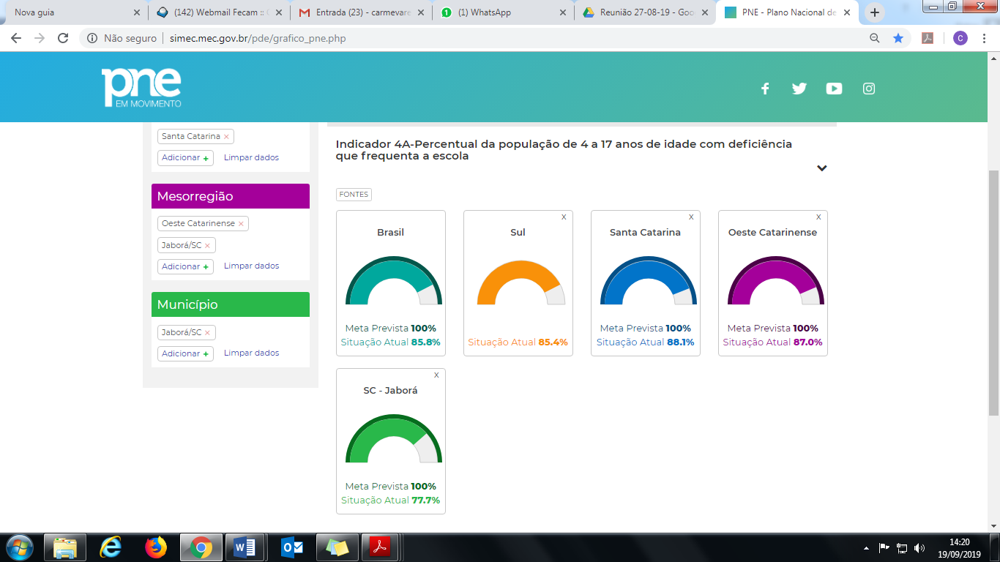 Nova guia
(142) Webmail Fecam ::
Entrada (23) - carmevare
(1) WhatsApp
Reunião 27-08-19 - Goo
PNE - Plano Nacional de
Não seguro
simec.mec.gov.br/pde/grafico_pne.php
C
pne
EM MOVIMENTO
Santa Catarina ×
Adicionar + Limpar dados
Mesorregião
Oeste Catarinense ×
Jaborá/SC ×
Adicionar + Limpar dados
Município
Jaborá/SC ×
Adicionar + Limpar dados
Indicador 4A-Percentual da população de 4 a 17 anos de idade com deficiência
que frequenta a escola
FONTES
Brasil
Meta Prevista 100%
Situação Atual 85.8%
X
Sul
Situação Atual 85.4%
X
Santa Catarina
Meta Prevista 100%
Situação Atual 88.1%
X
Oeste Catarinense
Meta Prevista 100%
Situação Atual 87.0%
X
SC - Jaborá
Meta Prevista 100%
Situação Atual 77.7%
14:20
19/09/2019